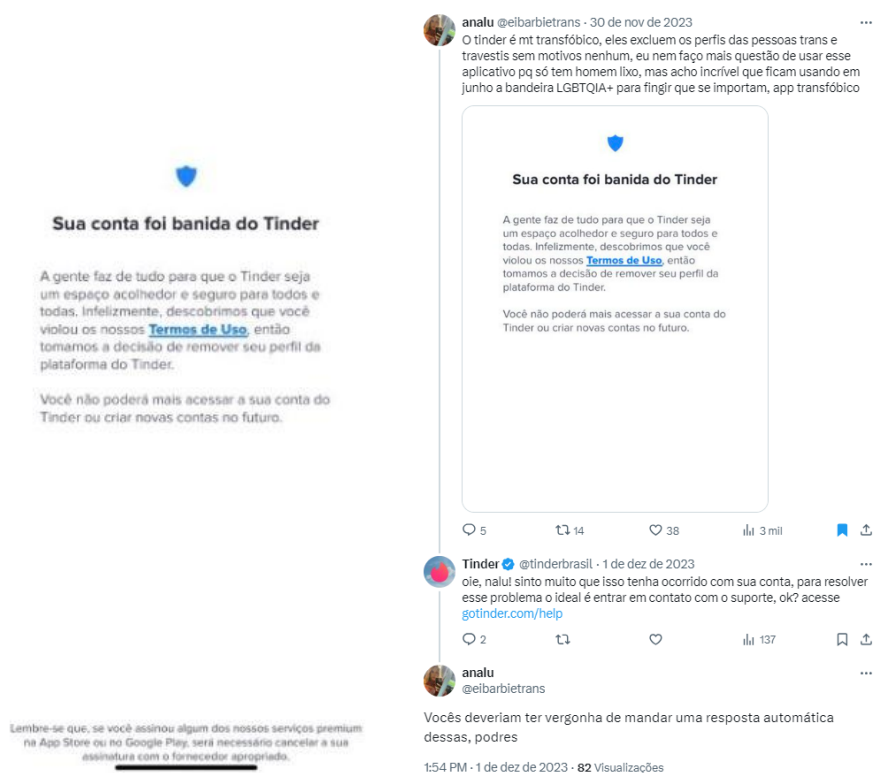 Sua conta foi banida do Tinder
A gente faz de tudo para que o Tinder seja
um espaço acolhedor e seguro para todos e
todas. Infelizmente, descobrimos que você
violou os nossos Termos de Uso, então
tomamos a decisão de remover seu perfil da
plataforma do Tinder.
Você não poderá mais acessar a sua conta do
Tinder ou criar novas contas no futuro.
Lembre-se que, se você assinou algum dos nossos serviços premium
na App Store ou no Google Play, será necessário cancelar a sua
assinatura com o fornecedor apropriado.
analu @eibarbietrans · 30 de nov de 2023
O tinder é mt transfóbico, eles excluem os perfis das pessoas trans e
travestis sem motivos nenhum, eu nem faço mais questão de usar esse
aplicativo pq só tem homem lixo, mas acho incrível que ficam usando em
junho a bandeira LGBTQIA+ para fingir que se importam, app transfóbico
Sua conta foi banida do Tinder
A gente faz de tudo para que o Tinder seja
um espaço acolhedor e seguro para todos e
todas. Infelizmente, descobrimos que você
violou os nossos Termos de Uso, então
tomamos a decisão de remover seu perfil da
plataforma do Tinder.
Você não poderá mais acessar a sua conta do
Tinder ou criar novas contas no futuro.
5 14 38 3 mil
Tinder @tinderbrasil · 1 de dez de 2023
oie, nalu! sinto muito que isso tenha ocorrido com sua conta, para resolver
esse problema o ideal é entrar em contato com o suporte, ok? acesse
gotinder.com/help
2 137
analu
@eibarbietrans
Vocês deveriam ter vergonha de mandar uma resposta automática
dessas, podres
1:54 PM · 1 de dez de 2023 · 82 Visualizações